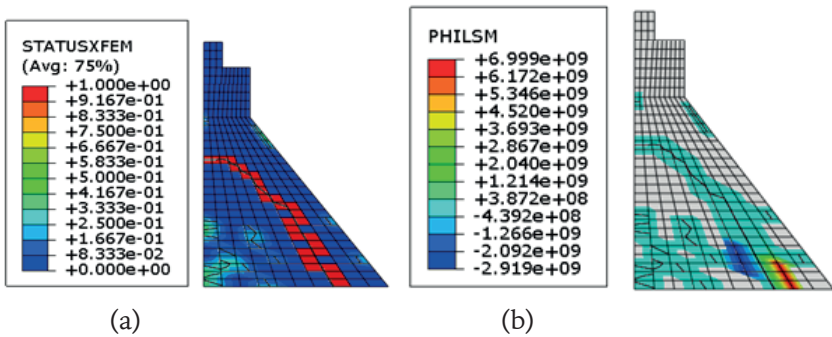 STATUSXFEM
(Avg: 75%)
+1.000e+00
+9.167e-01
+8.333e-01
+7.500e-01
+6.667e-01
+5.833e-01
+5.000e-01
+4.167e-01
+3.333e-01
+2.500e-01
+1.667e-01
+8.333e-02
+0.000e+00
(a)
PHILSM
+6.999e+09
+6.172e+09
+5.346e+09
+4.520e+09
+3.693e+09
+2.867e+09
+2.040e+09
+1.214e+09
+3.872e+08
-4.392e+08
-1.266e+09
-2.092e+09
-2.919e+09
(b)